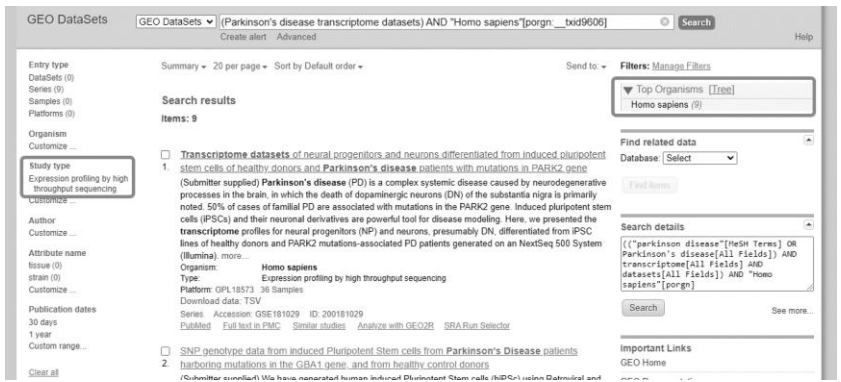 GEO DataSets
GEO DataSets
(Parkinson's disease transcriptome datasets) AND "Homo sapiens"[porgn:__txid9606]
Search
Create alert Advanced
Help
Entry type
DataSets (0)
Series (9)
Samples (0)
Platforms (0)
Organism
Customize ...
Study type
Expression profiling by high
throughput sequencing
Customize ...
Author
Customize ...
Attribute name
tissue (0)
strain (0)
Customize ...
Publication dates
30 days
1 year
Custom range...
Clear all
Summary 20 per page Sort by Default order
Send to:
Search results
Items: 9
1. Transcriptome datasets of neural progenitors and neurons differentiated from induced pluripotent
stem cells of healthy donors and Parkinson's disease patients with mutations in PARK2 gene
(Submitter supplied) Parkinson's disease (PD) is a complex systemic disease caused by neurodegenerative
processes in the brain, in which the death of dopaminergic neurons (DN) of the substantia nigra is primarily
noted. 50% of cases of familial PD are associated with mutations in the PARK2 gene. Induced pluripotent stem
cells (iPSCs) and their neuronal derivatives are powerful tool for disease modeling. Here, we presented the
transcriptome profiles for neural progenitors (NP) and neurons, presumably DN, differentiated from iPSC
lines of healthy donors and PARK2 mutations-associated PD patients generated on an NextSeq 500 System
(Illumina). more...
Organism: Homo sapiens
Type: Expression profiling by high throughput sequencing
Platform: GPL18573 36 Samples
Download data: TSV
Series Accession: GSE181029 ID: 200181029
PubMed Full text in PMC Similar studies Analyze with GEO2R SRA Run Selector
2. SNP genotype data from induced Pluripotent Stem cells from Parkinson's Disease patients
harboring mutations in the GBA1 gene, and from healthy control donors
(Submitter supplied) We have generated human induced Pluripotent Stem cells (hiPSc) using Retroviral and
Filters: Manage Filters
Top Organisms [Tree]
Homo sapiens (9)
Find related data
Database: Select
Find items
Search details
(("parkinson disease"[MeSH Terms] OR
Parkinson's disease[All Fields]) AND
transcriptome[All Fields] AND
datasets[All Fields]) AND "Homo
sapiens"[porgn]
Search
See more...
Important Links
GEO Home